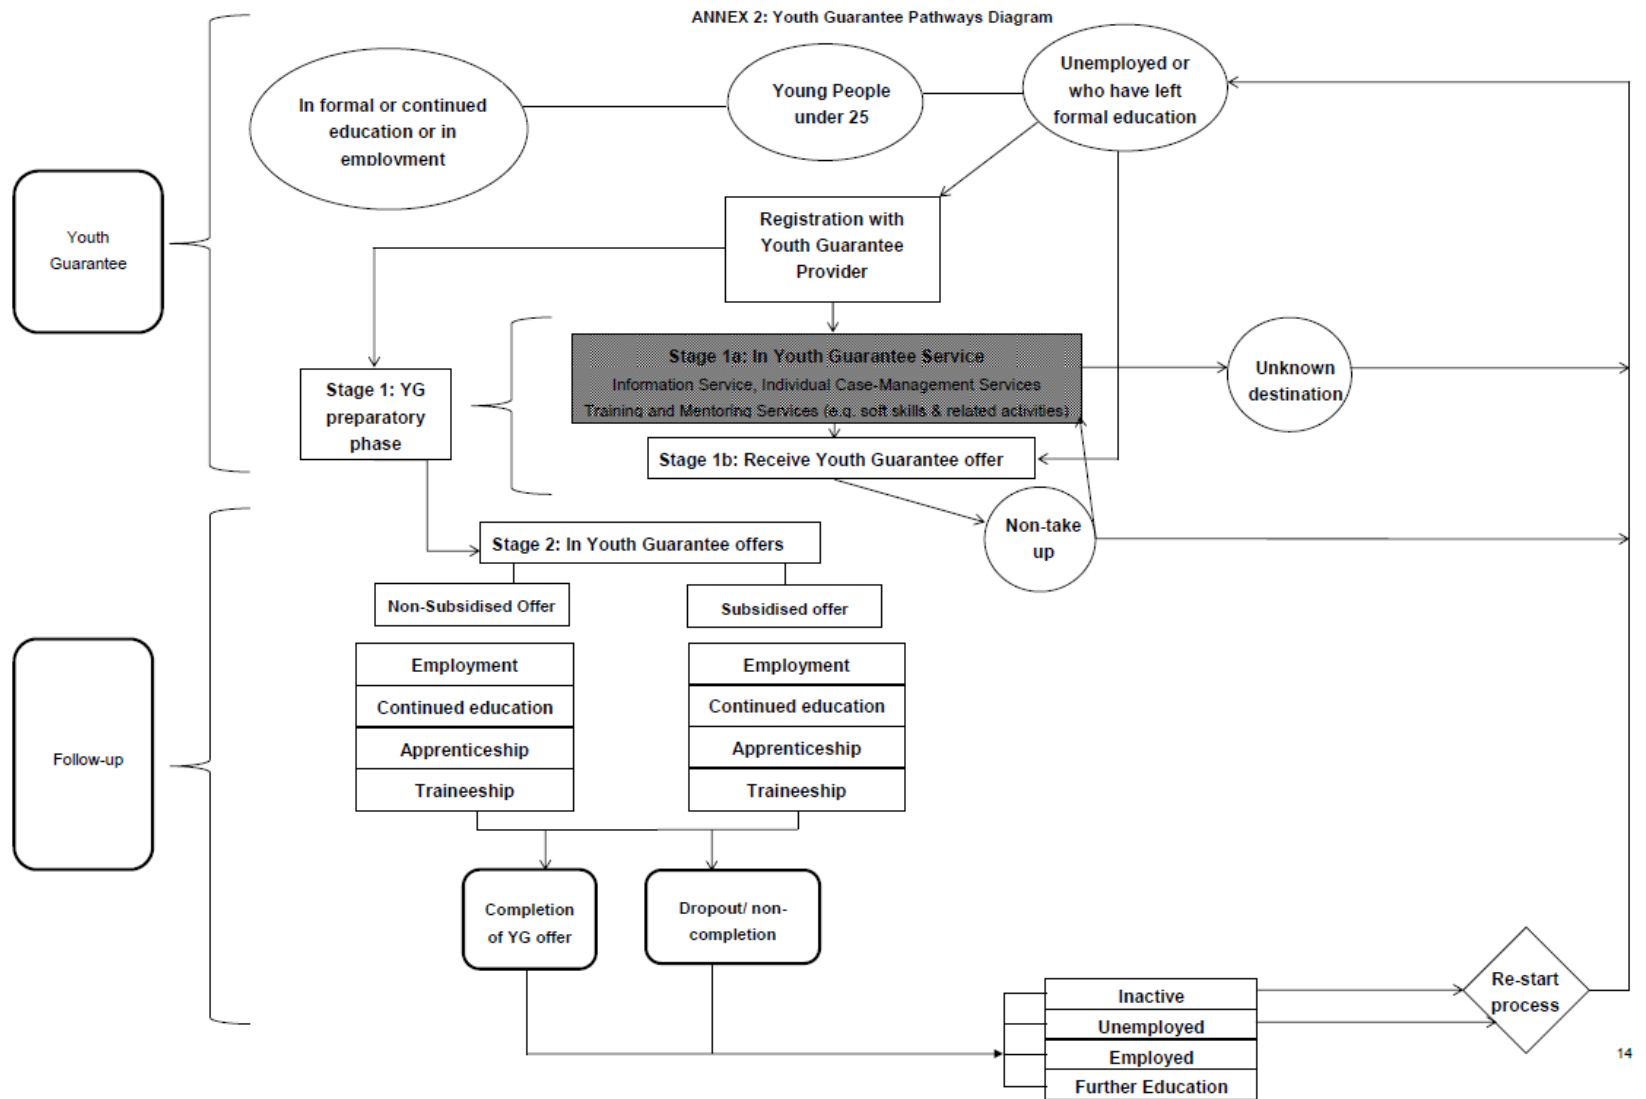 ANNEX 2: Youth Guarantee Pathways Diagram
In formal or continued
education or in
employment
Young People
under 25
Unemployed or
who have left
formal education
Youth
Guarantee
Registration with
Youth Guarantee
Provider
Stage 1: YG
preparatory
phase
Stage 1a: In Youth Guarantee Service
Information Service, Individual Case-Management Services
Training and Mentoring Services (e.g. soft skills & related activities)
Unknown
destination
Stage 1b: Receive Youth Guarantee offer
Non-take
up
Stage 2: In Youth Guarantee offers
Non-Subsidised Offer
Subsidised offer
Follow-up
Employment
Continued education
Apprenticeship
Traineeship
Employment
Continued education
Apprenticeship
Traineeship
Completion
of YG offer
Dropout/ non-
completion
Inactive
Unemployed
Employed
Further Education
Re-start
process
14